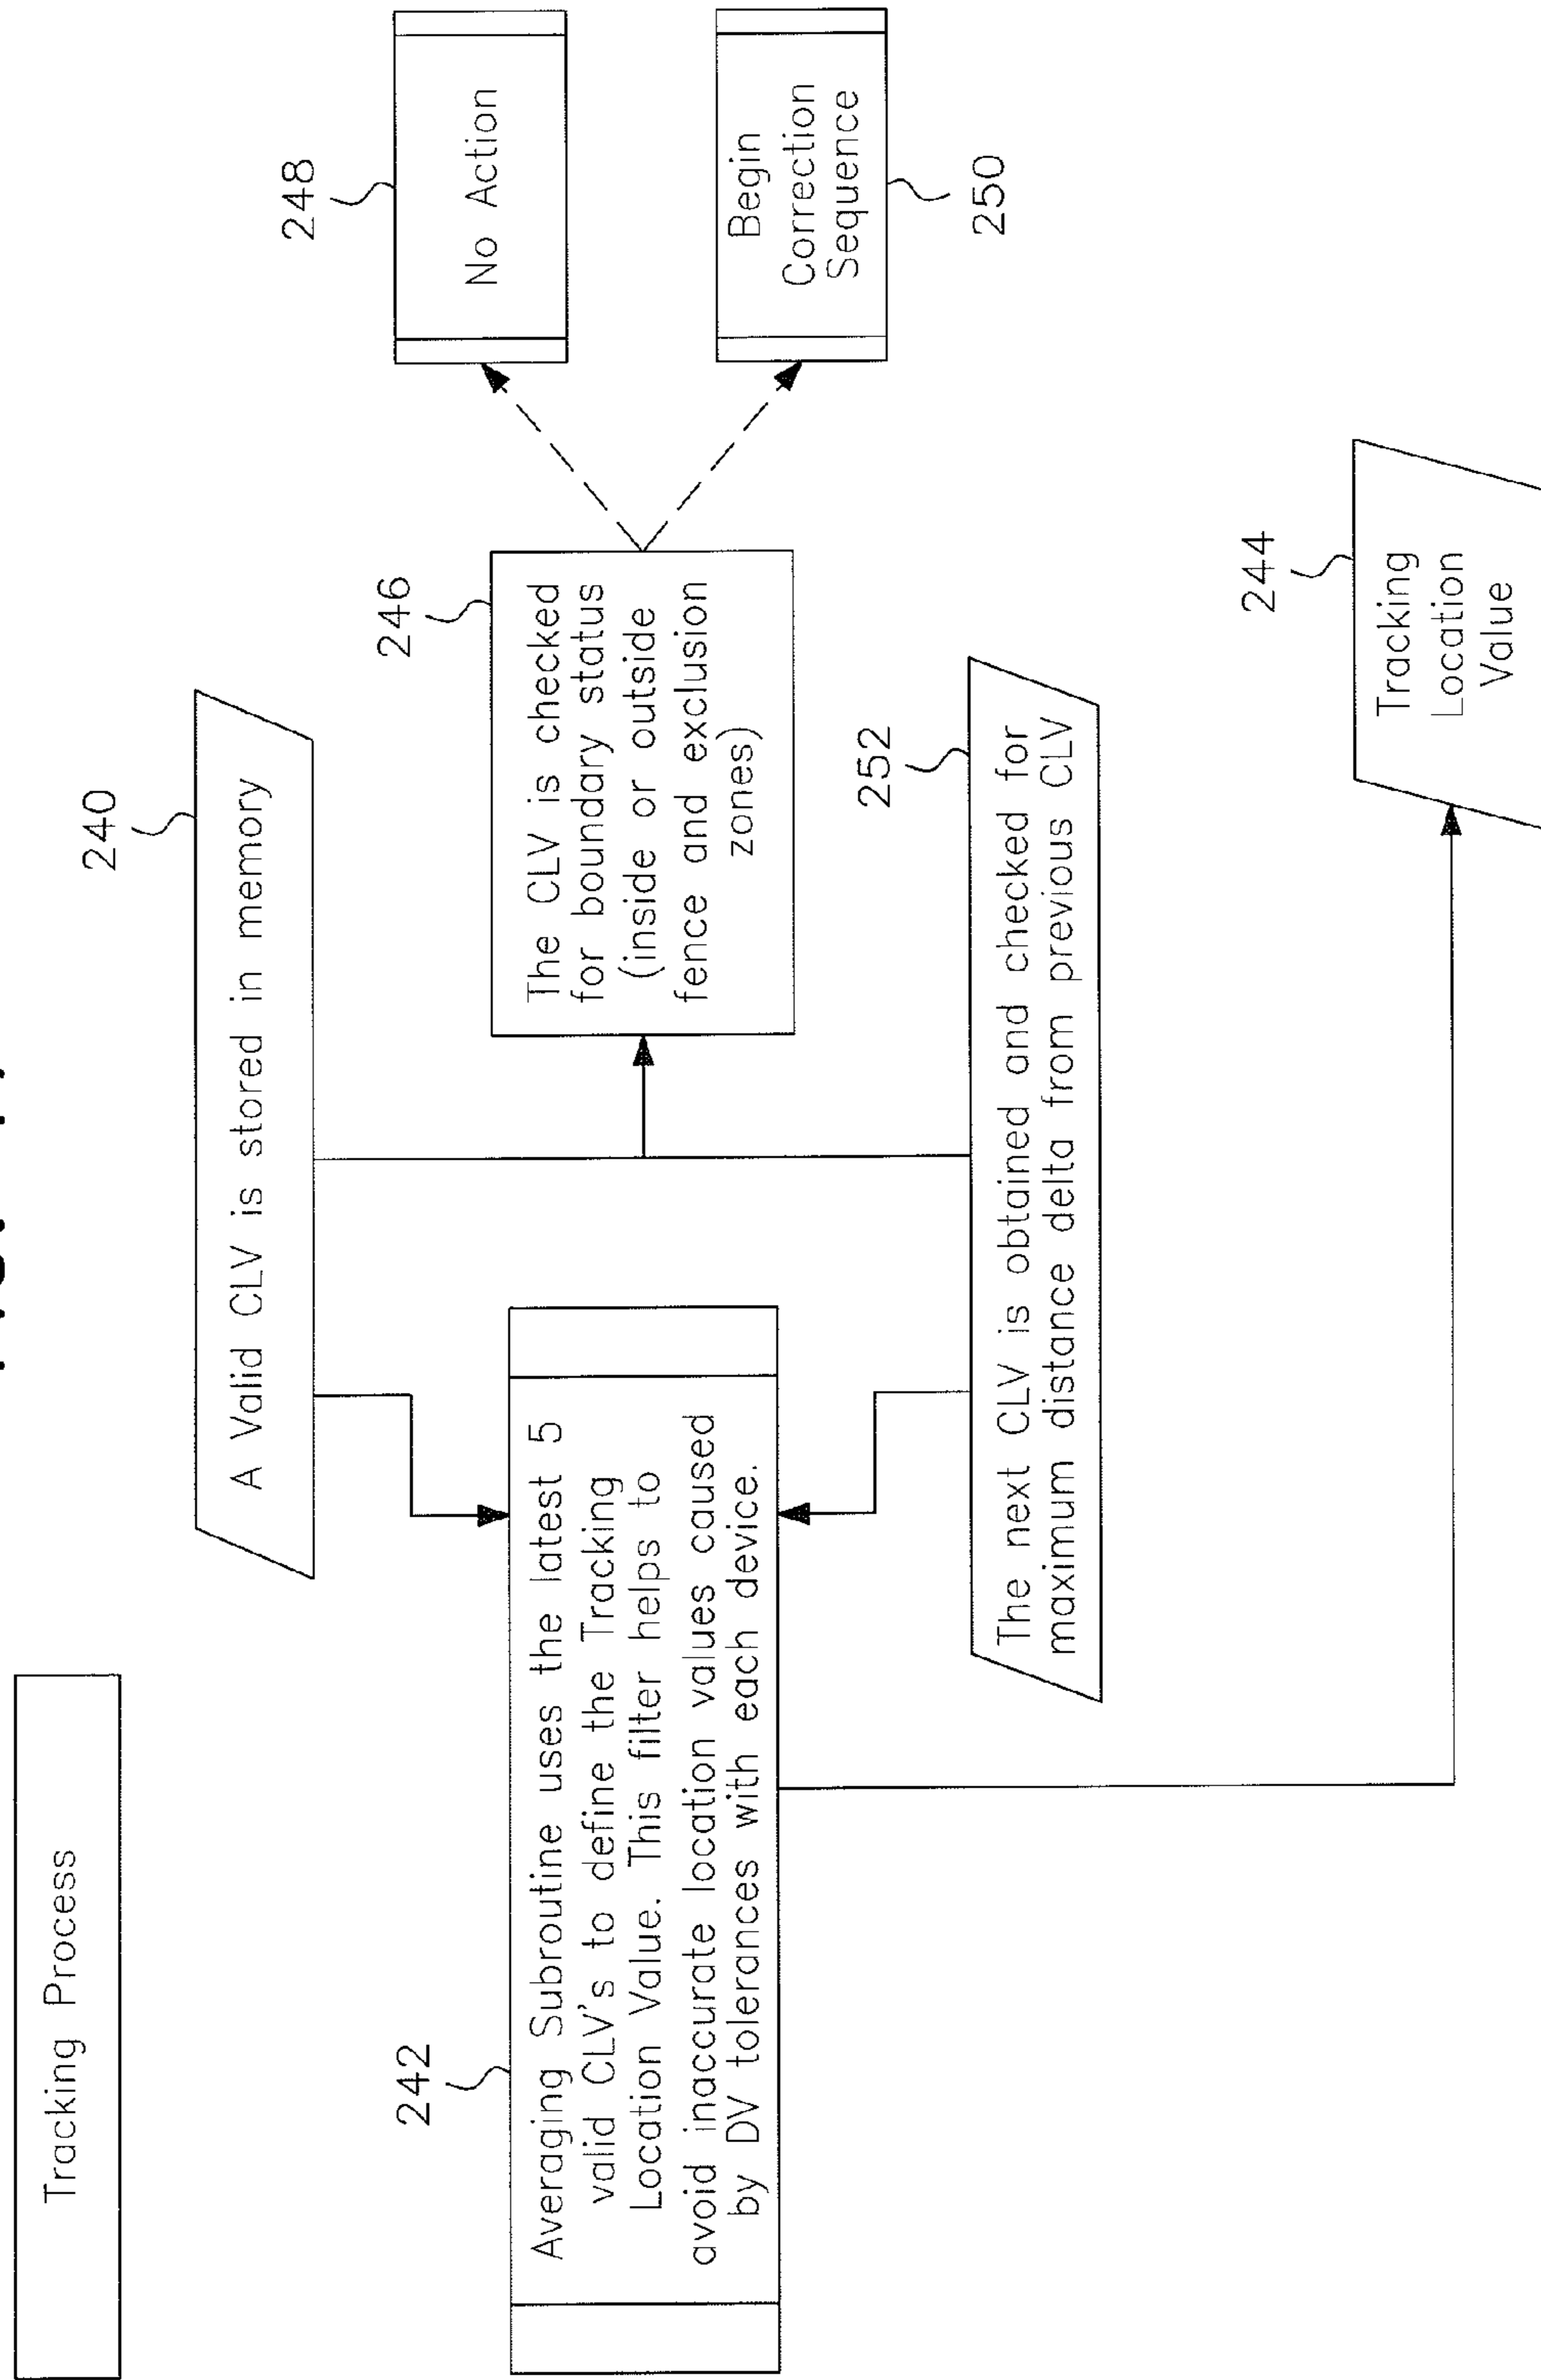 Tracking Process
240
A Valid CLV is stored in memory
242
Averaging Subroutine uses the latest 5
valid CLV's to define the Tracking
Location Value. This filter helps to
avoid inaccurate location values caused
by DV tolerances with each device.
246
The CLV is checked
for boundary status
(inside or outside
fence and exclusion
zones)
248
No Action
Begin
Correction
Sequence
250
252
The next CLV is obtained and checked for
maximum distance delta from previous CLV
244
Tracking
Location
Value